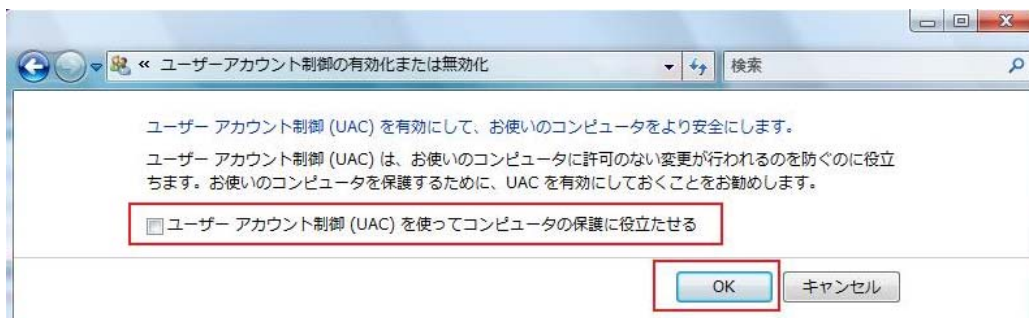 « ユーザーアカウント制御の有効化または無効化
検索
ユーザー アカウント制御 (UAC) を有効にして、お使いのコンピュータをより安全にします。
ユーザー アカウント制御 (UAC) は、お使いのコンピュータに許可のない変更が行われるのを防ぐのに役立
ちます。お使いのコンピュータを保護するために、UAC を有効にしておくことをお勧めします。
ユーザー アカウント制御 (UAC) を使ってコンピュータの保護に役立たせる
OK
キャンセル